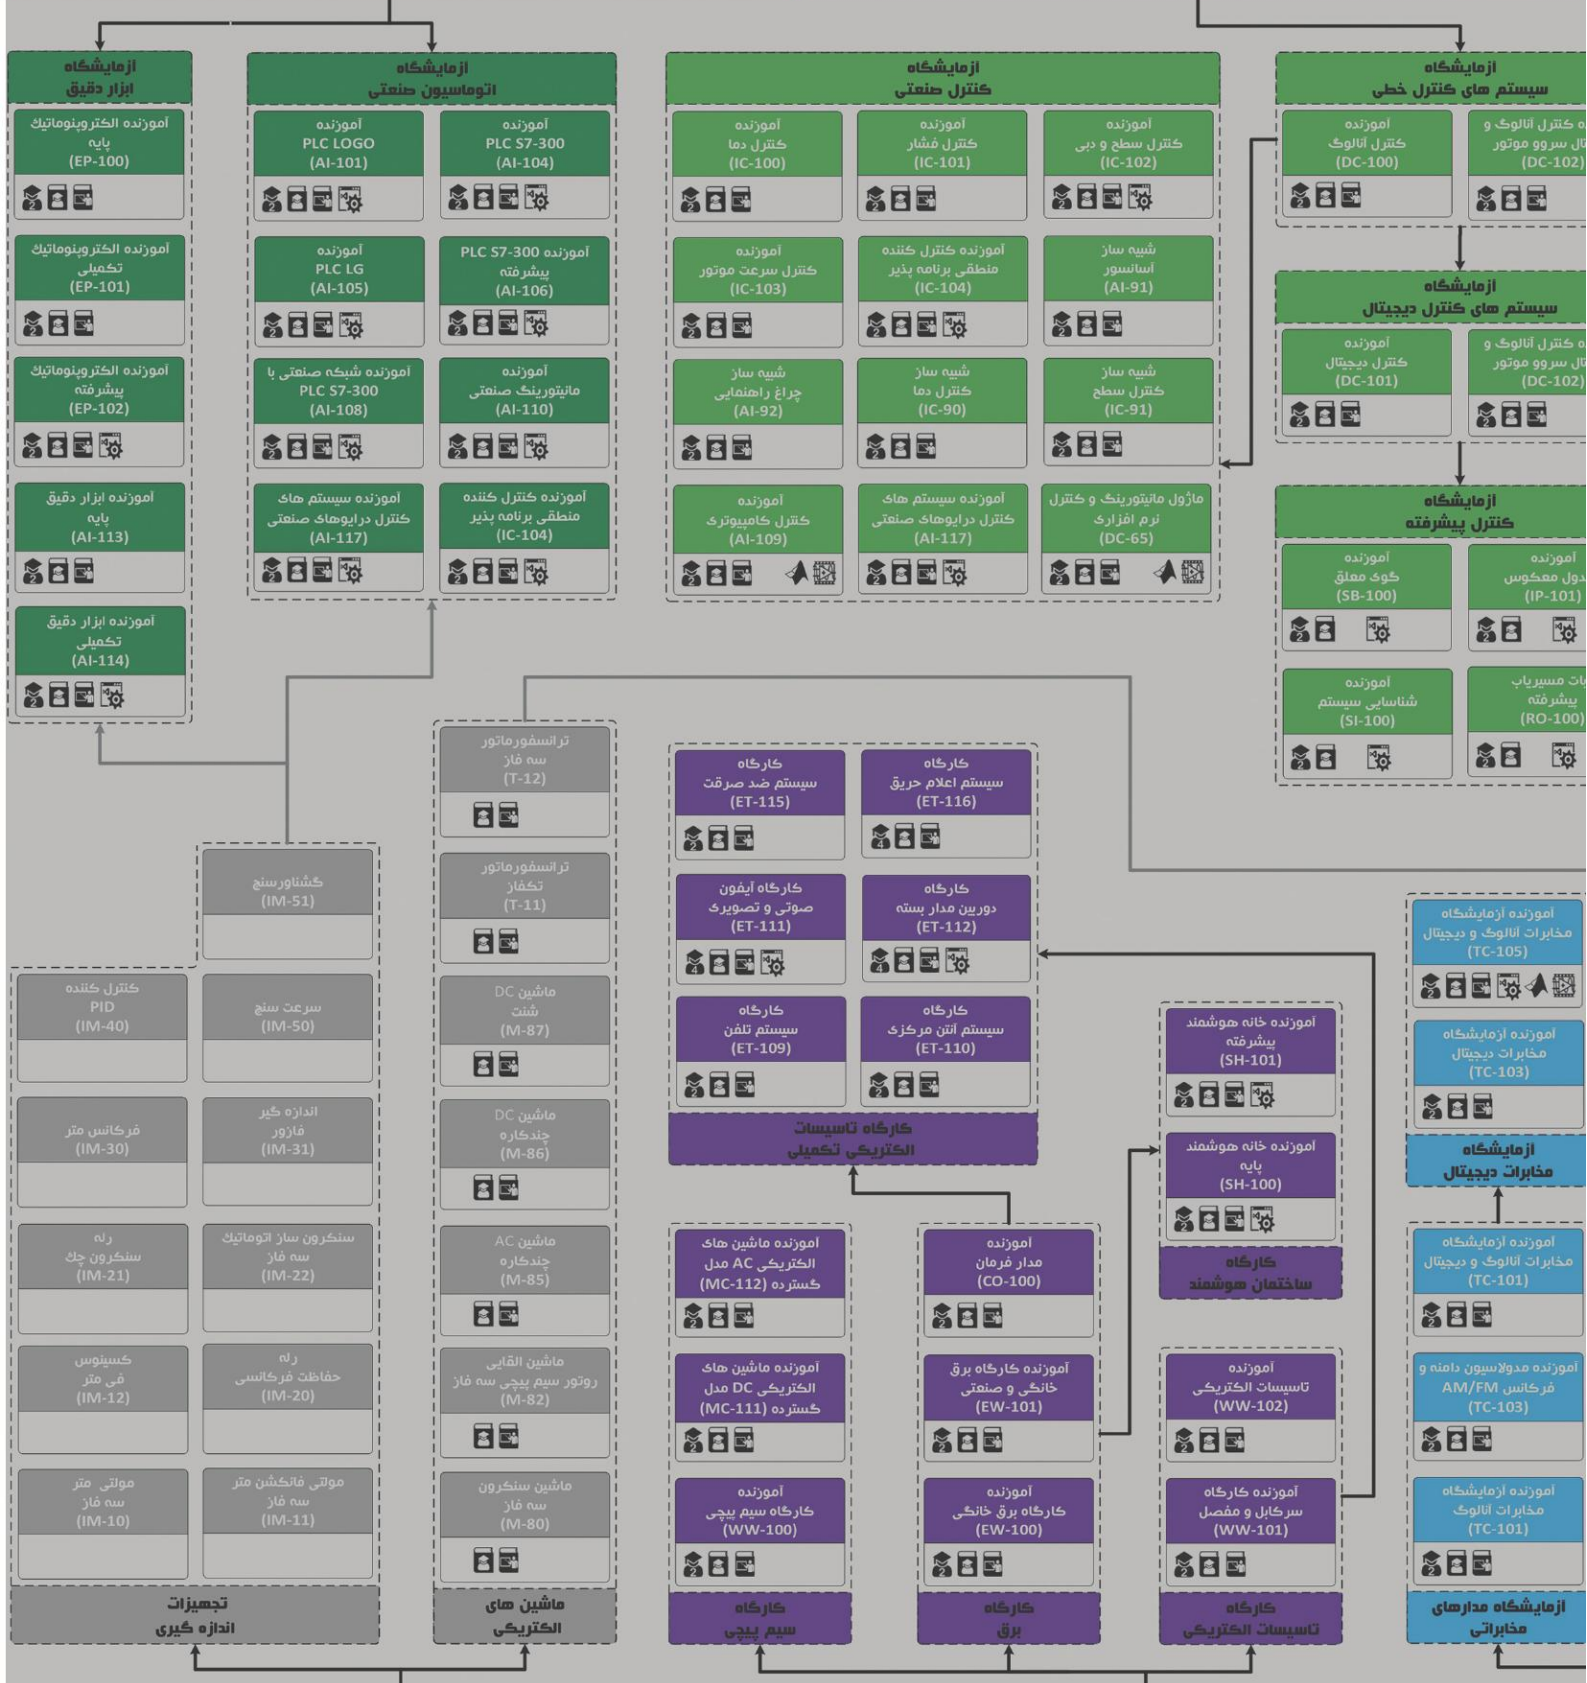 آزمایشگاه
ابزار دقیق
آموزنده الکتروپنوماتیک
پایه
(EP-100)
آموزنده الکتروپنوماتیک
تکمیلی
(EP-101)
آموزنده الکتروپنوماتیک
پیشرفته
(EP-102)
آموزنده ابزار دقیق
پایه
(AI-113)
آموزنده ابزار دقیق
تکمیلی
(AI-114)
آزمایشگاه
اتوماسیون صنعتی
آموزنده
PLC LOGO
(AI-101)
آموزنده
PLC S7-300
(AI-104)
آموزنده
PLC LG
(AI-105)
آموزنده PLC S7-300
پیشرفته
(AI-106)
آموزنده شبکه صنعتی با
PLC S7-300
(AI-108)
آموزنده
مانیتورینگ صنعتی
(AI-110)
آموزنده سیستم های
کنترل درایوهای صنعتی
(AI-117)
آموزنده کنترل کننده
منطقی برنامه پذیر
(IC-104)
آزمایشگاه
کنترل صنعتی
آموزنده
کنترل دما
(IC-100)
آموزنده
کنترل فشار
(IC-101)
آموزنده
کنترل سطح و دبی
(IC-102)
آموزنده
کنترل سرعت موتور
(IC-103)
آموزنده کنترل کننده
منطقی برنامه پذیر
(IC-104)
شبیه ساز
آسانسور
(AI-91)
شبیه ساز
چراغ راهنمایی
(AI-92)
شبیه ساز
کنترل دما
(IC-90)
شبیه ساز
کنترل سطح
(IC-91)
آموزنده
کنترل کامپیوتری
(AI-109)
آموزنده سیستم های
کنترل درایوهای صنعتی
(AI-117)
ماژول مانیتورینگ و کنترل
نرم افزاری
(DC-65)
آزمایشگاه
سیستم های کنترل خطی
آموزنده
کنترل آنالوگ
(DC-100)
کنترل آنالوگ و
سروو موتور
(DC-102)
آزمایشگاه
سیستم های کنترل دیجیتال
آموزنده
کنترل دیجیتال
(DC-101)
کنترل آنالوگ و
سروو موتور
(DC-102)
آزمایشگاه
کنترل پیشرفته
آموزنده
گوی معلق
(SB-100)
آموزنده
معکوس
(IP-101)
آموزنده
شناسایی سیستم
(SI-100)
مسیریاب
پیشرفته
(RO-100)
ترانسفورماتور
سه فاز
(T-12)
ترانسفورماتور
تکفاز
(T-11)
ماشین DC
شنت
(M-87)
ماشین DC
چندکاره
(M-86)
ماشین AC
چندکاره
(M-85)
ماشین القایی
روتور سیم پیچی سه فاز
(M-82)
ماشین سنکرون
سه فاز
(M-80)
ماشین های
الکتریکی
گشتاورسنج
(IM-51)
کنترل کننده
PID
(IM-40)
سرعت سنج
(IM-50)
فرکانس متر
(IM-30)
اندازه گیر
فازور
(IM-31)
رله
سنکرون چک
(IM-21)
سنکرون ساز اتوماتیک
سه فاز
(IM-22)
کسینوس
فی متر
(IM-12)
رله
حفاظت فرکانسی
(IM-20)
مولتی متر
سه فاز
(IM-10)
مولتی فانکشن متر
سه فاز
(IM-11)
تجهیزات
اندازه گیری
کارگاه
سیستم ضد صرقت
(ET-115)
کارگاه
سیستم اعلام حریق
(ET-116)
کارگاه آیفون
صوتی و تصویری
(ET-111)
کارگاه
دوربین مدار بسته
(ET-112)
کارگاه
سیستم تلفن
(ET-109)
کارگاه
سیستم آنتن مرکزی
(ET-110)
کارگاه تاسیسات
الکتریکی تکمیلی
آموزنده خانه هوشمند
پیشرفته
(SH-101)
آموزنده خانه هوشمند
پایه
(SH-100)
کارگاه
ساختمان هوشمند
آموزنده ماشین های
الکتریکی AC مدل
گسترده (MC-112)
آموزنده ماشین های
الکتریکی DC مدل
گسترده (MC-111)
آموزنده
کارگاه سیم پیچی
(WW-100)
کارگاه
سیم پیچی
آموزنده
مدار فرمان
(CO-100)
آموزنده کارگاه برق
خانگی و صنعتی
(EW-101)
آموزنده
کارگاه برق خانگی
(EW-100)
کارگاه
برق
آموزنده
تاسیسات الکتریکی
(WW-102)
آموزنده کارگاه
سرکابل و مفصل
(WW-101)
کارگاه
تاسیسات الکتریکی
آموزنده آزمایشگاه
مخابرات آنالوگ و دیجیتال
(TC-105)
آموزنده آزمایشگاه
مخابرات دیجیتال
(TC-103)
آزمایشگاه
مخابرات دیجیتال
آموزنده آزمایشگاه
مخابرات آنالوگ و دیجیتال
(TC-101)
آموزنده مدولاسیون دامنه و
فرکانس AM/FM
(TC-103)
آموزنده آزمایشگاه
مخابرات آنالوگ
(TC-101)
آزمایشگاه مدارهای
مخابراتی